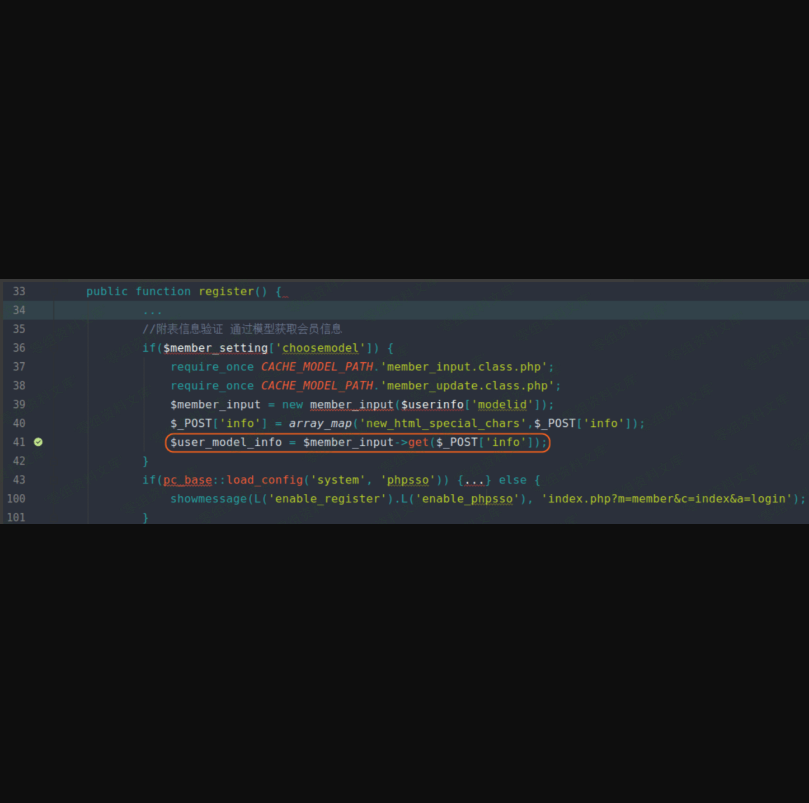 33 public function register() {
34 ...
35 //附表信息验证 通过模型获取会员信息
36 if($member_setting['choosemodel']) {
37 require_once CACHE_MODEL_PATH.'member_input.class.php';
38 require_once CACHE_MODEL_PATH.'member_update.class.php';
39 $member_input = new member_input($userinfo['modelid']);
40 $_POST['info'] = array_map('new_html_special_chars',$_POST['info']);
41 $user_model_info = $member_input->get($_POST['info']);
42 }
43 if(pc_base::load_config('system', 'phpsso')) {...} else {
100 showmessage(L('enable_register').L('enable_phpsso'), 'index.php?m=member&c=index&a=login');
101 }